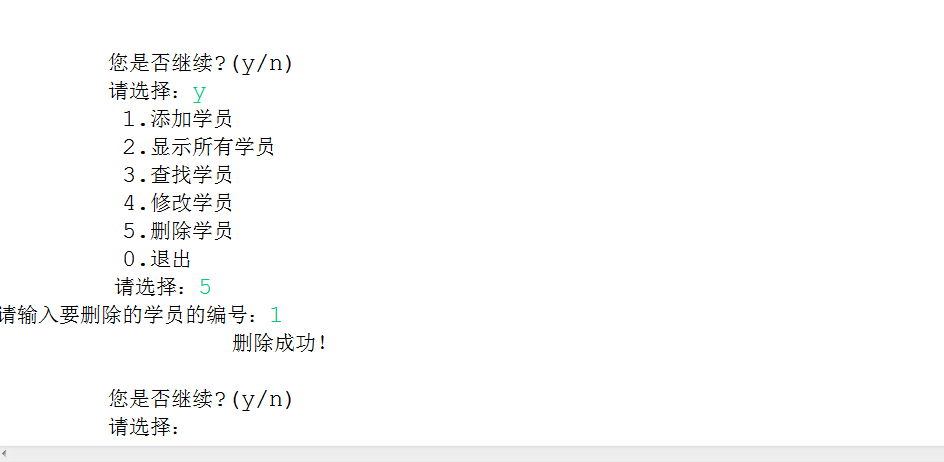 您是否继续?(y/n)
请选择：y
1.添加学员
2.显示所有学员
3.查找学员
4.修改学员
5.删除学员
0.退出
请选择：5
请输入要删除的学员的编号：1
删除成功！
您是否继续?(y/n)
请选择：